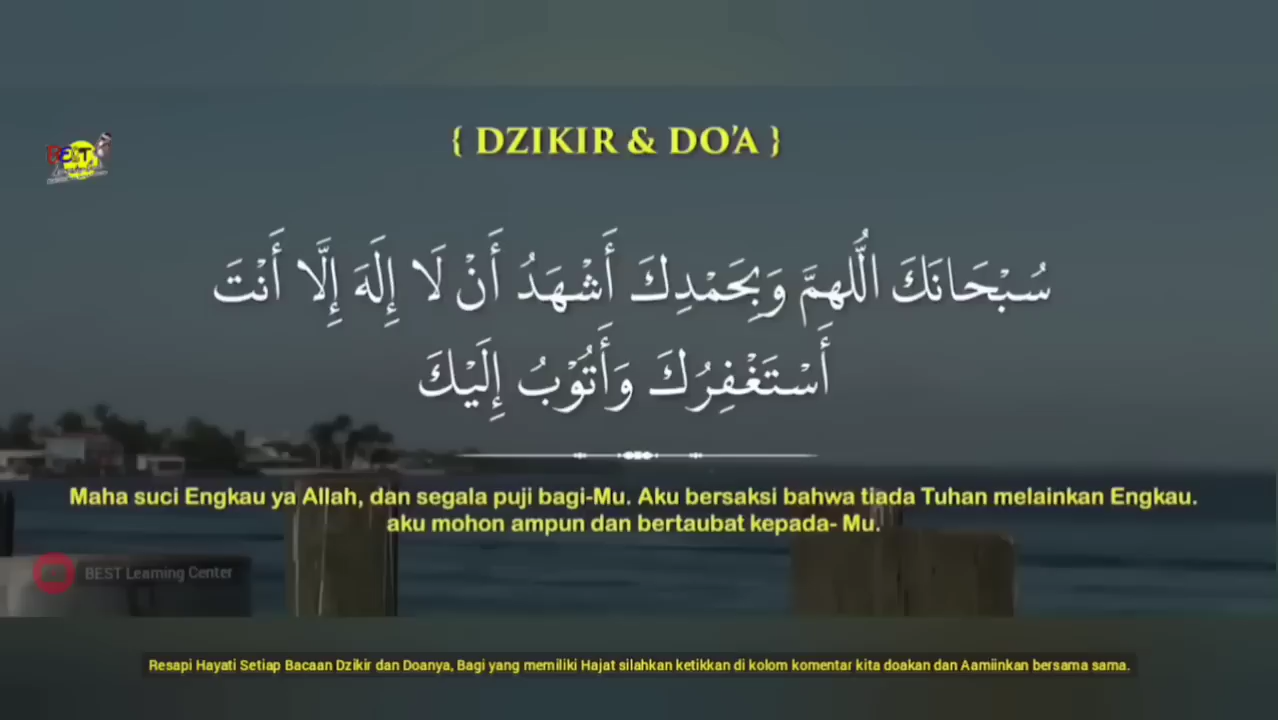 { DZIKIR & DO'A }
BEST
سُبْحَانَكَ اللَّهُمَّ وَبِحَمْدِكَ أَشْهَدُ أَنْ لَا إِلَهَ إِلَّا أَنْتَ
أَسْتَغْفِرُكَ وَأَتُوْبُ إِلَيْكَ
Maha suci Engkau ya Allah, dan segala puji bagi-Mu. Aku bersaksi bahwa tiada Tuhan melainkan Engkau.
aku mohon ampun dan bertaubat kepada- Mu.
BEST Learning Center
Resapi Hayati Setiap Bacaan Dzikir dan Doanya, Bagi yang memiliki Hajat silahkan ketikkan di kolom komentar kita doakan dan Aamiinkan bersama sama.